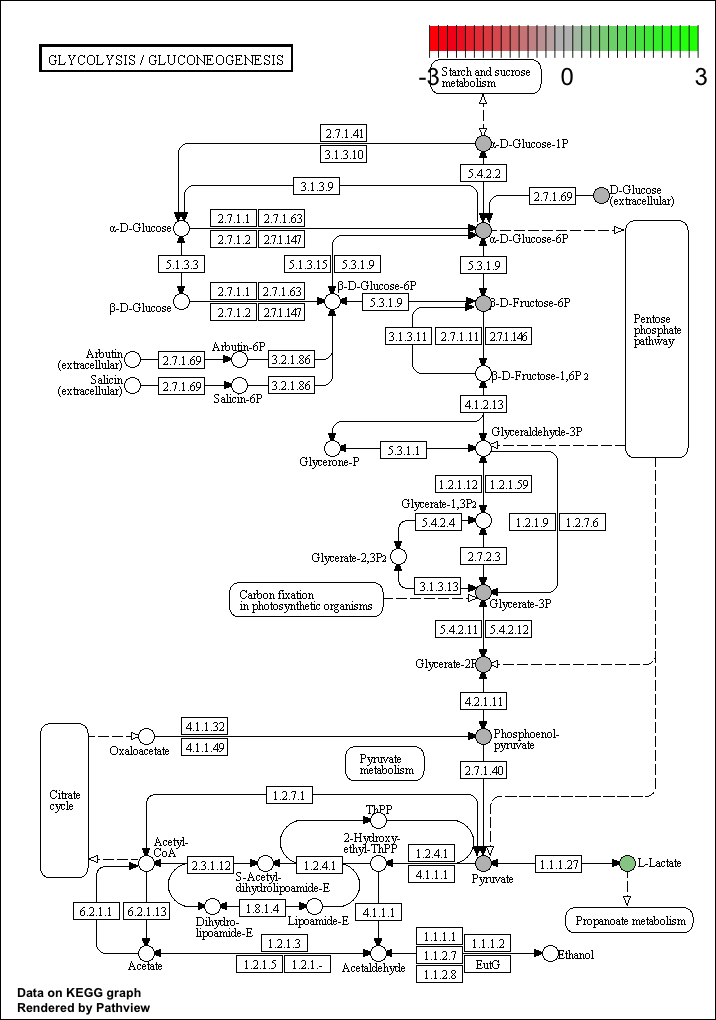 GLYCOLYSIS / GLUCONEOGENESIS
-3
0
3
Starch and sucrose
metabolism
2.7.1.41
3.1.3.10
α-D-Glucose-1P
5.4.2.2
3.1.3.9
2.7.1.69
D-Glucose
(extracellular)
α-D-Glucose
2.7.1.1
2.7.1.63
2.7.1.2
2.7.1.147
α-D-Glucose-6P
5.1.3.3
5.1.3.15
5.3.1.9
5.3.1.9
β-D-Glucose
2.7.1.1
2.7.1.63
2.7.1.2
2.7.1.147
β-D-Glucose-6P
5.3.1.9
β-D-Fructose-6P
Pentose
phosphate
pathway
3.1.3.11
2.7.1.11
2.7.1.146
Arbutin
(extracellular)
2.7.1.69
Arbutin-6P
3.2.1.86
Salicin
(extracellular)
2.7.1.69
Salicin-6P
3.2.1.86
β-D-Fructose-1,6P2
4.1.2.13
Glyceraldehyde-3P
Glycerone-P
5.3.1.1
1.2.1.12
1.2.1.59
Glycerate-1,3P2
5.4.2.4
1.2.1.9
1.2.7.6
Glycerate-2,3P2
2.7.2.3
3.1.3.13
Carbon fixation
in photosynthetic organisms
Glycerate-3P
5.4.2.11
5.4.2.12
Glycerate-2P
4.2.1.11
4.1.1.32
Oxaloacetate
4.1.1.49
Phosphoenol-
pyruvate
Pyruvate
metabolism
2.7.1.40
Citrate
cycle
1.2.7.1
ThPP
Acetyl-
CoA
2-Hydroxy-
ethyl-ThPP
2.3.1.12
S-Acetyl-
dihydrolipoamide-E
1.2.4.1
1.2.4.1
4.1.1.1
Pyruvate
1.1.1.27
L-Lactate
6.2.1.1
6.2.1.13
Dihydro-
lipoamide-E
1.8.1.4
Lipoamide-E
4.1.1.1
Propanoate metabolism
Acetate
1.2.1.3
1.2.1.5
1.2.1.-
Acetaldehyde
1.1.1.1
1.1.1.2
1.1.2.7
EutG
1.1.2.8
Ethanol
Data on KEGG graph
Rendered by Pathview